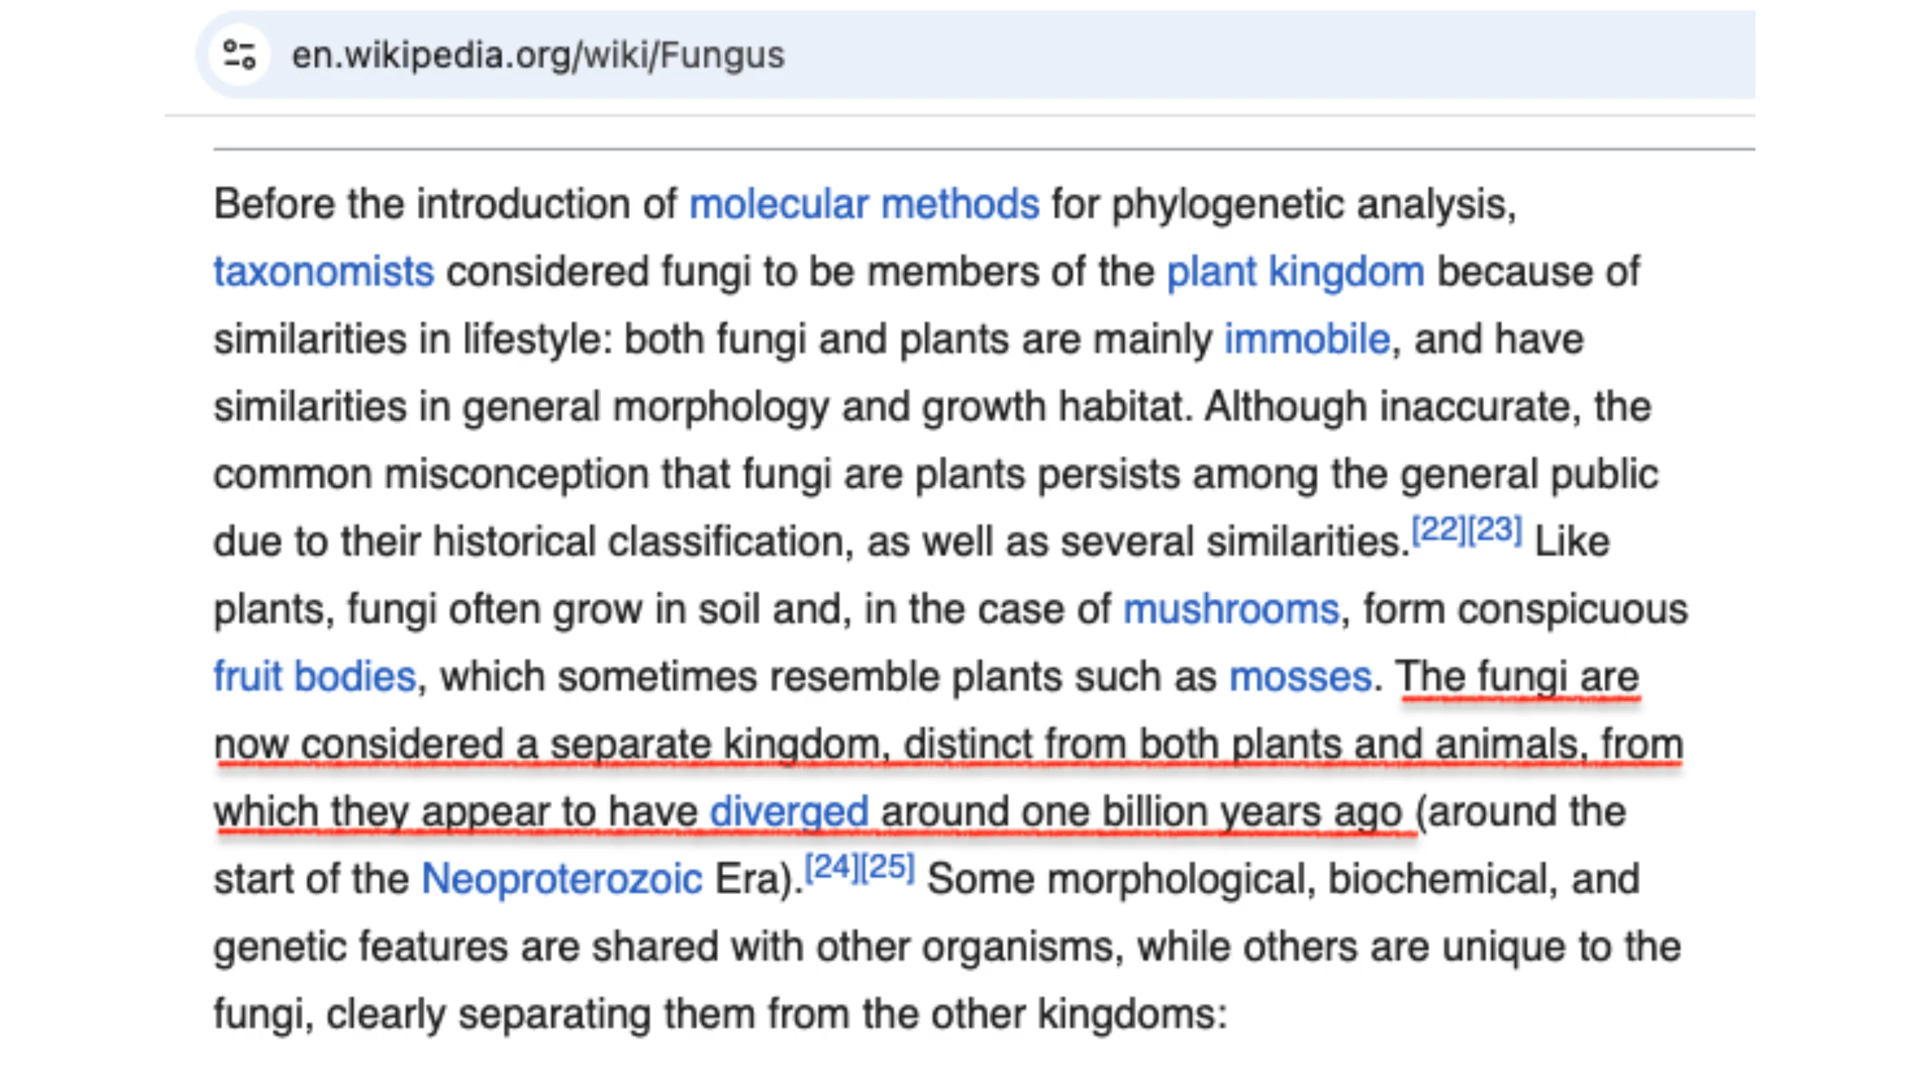 en.wikipedia.org/wiki/Fungus
Before the introduction of molecular methods for phylogenetic analysis,
taxonomists considered fungi to be members of the plant kingdom because of
similarities in lifestyle: both fungi and plants are mainly immobile, and have
similarities in general morphology and growth habitat. Although inaccurate, the
common misconception that fungi are plants persists among the general public
due to their historical classification, as well as several similarities.[22][23] Like
plants, fungi often grow in soil and, in the case of mushrooms, form conspicuous
fruit bodies, which sometimes resemble plants such as mosses. The fungi are
now considered a separate kingdom, distinct from both plants and animals, from
which they appear to have diverged around one billion years ago (around the
start of the Neoproterozoic Era).[24][25] Some morphological, biochemical, and
genetic features are shared with other organisms, while others are unique to the
fungi, clearly separating them from the other kingdoms: